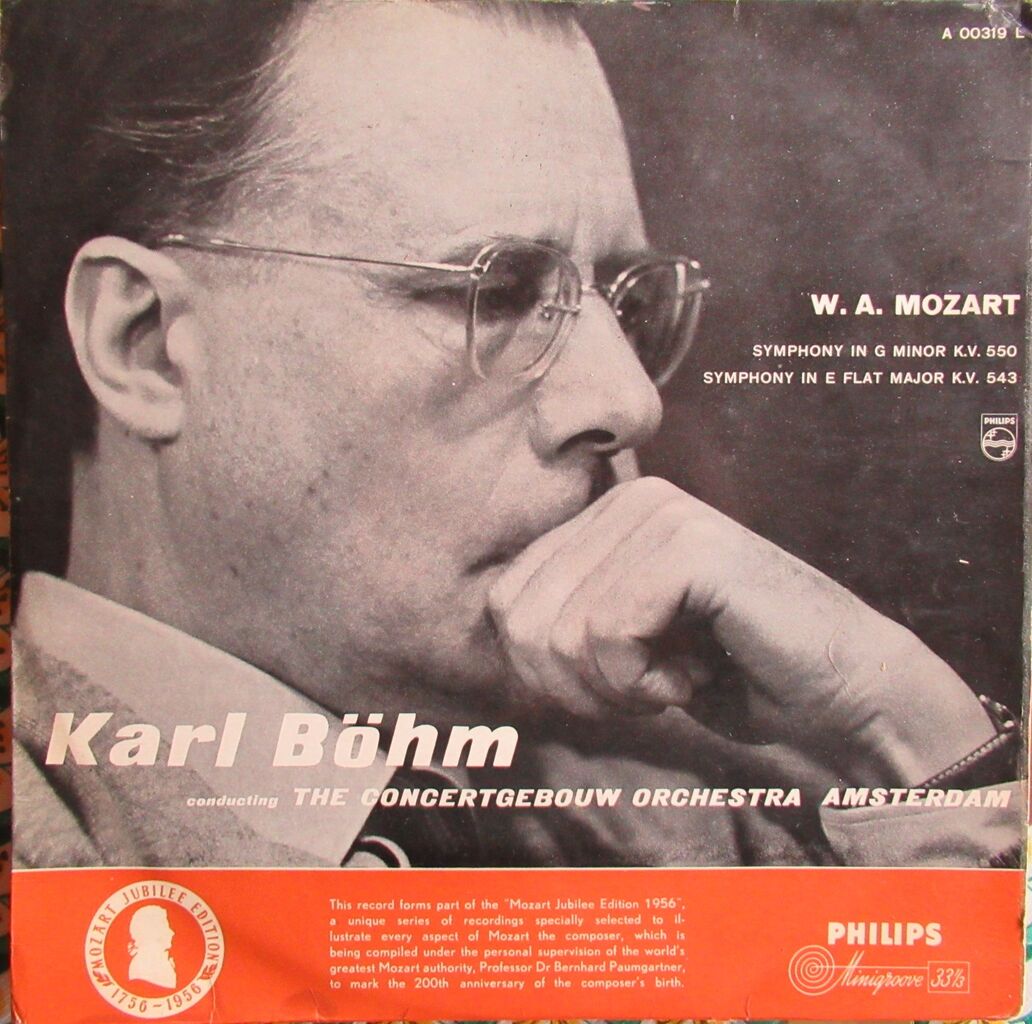 A 00319 L
W. A. MOZART
SYMPHONY IN G MINOR K.V. 550
SYMPHONY IN E FLAT MAJOR K.V. 543
PHILIPS
Karl Böhm
conducting THE CONCERTGEBOUW ORCHESTRA AMSTERDAM
MOZART JUBILEE EDITION
1756-1956
This record forms part of the "Mozart Jubilee Edition 1956",
a unique series of recordings specially selected to il-
lustrate every aspect of Mozart the composer, which is
being compiled under the personal supervision of the world's
greatest Mozart authority, Professor Dr Bernhard Paumgartner,
to mark the 200th anniversary of the composer's birth.
PHILIPS
Minigroove 33⅓